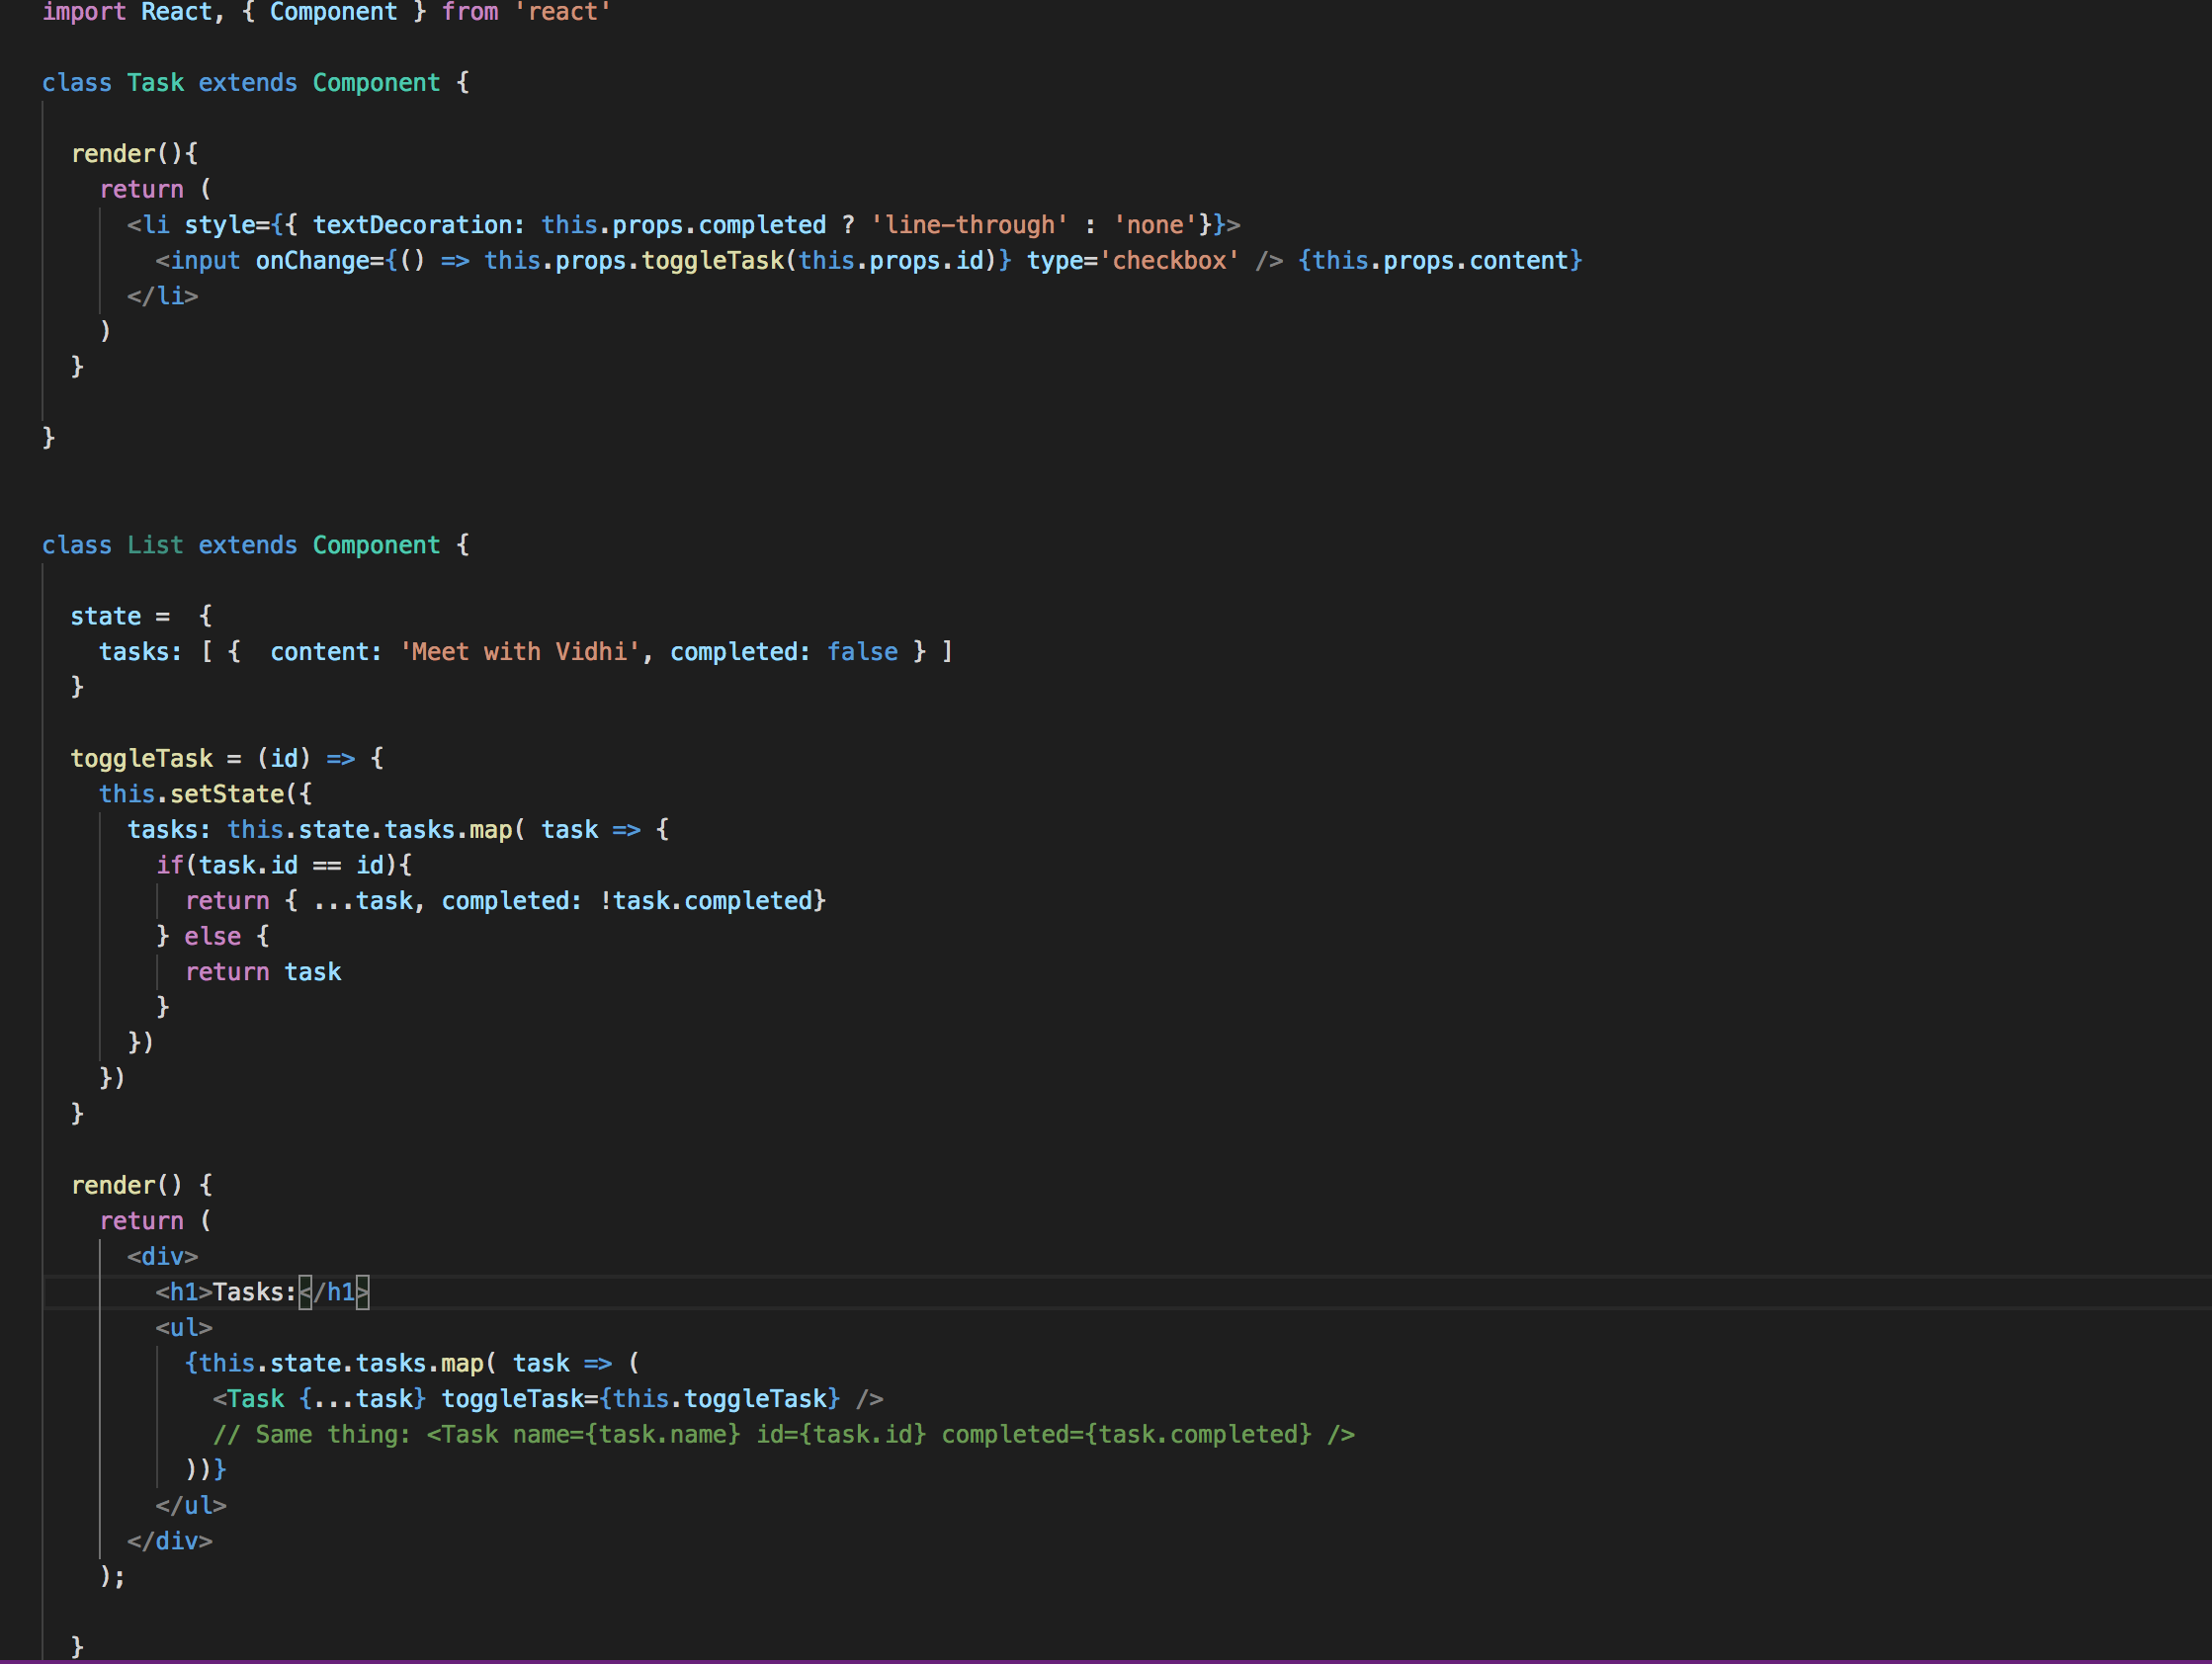 import React, { Component } from 'react'
class Task extends Component {
render(){
return (
<li style={{ textDecoration: this.props.completed ? 'line-through' : 'none'}}>
<input onChange={() => this.props.toggleTask(this.props.id)} type='checkbox' /> {this.props.content}
</li>
)
}
}
class List extends Component {
state =  {
tasks: [ {  content: 'Meet with Vidhi', completed: false } ]
}
toggleTask = (id) => {
this.setState({
tasks: this.state.tasks.map( task => {
if(task.id == id){
return { ...task, completed: !task.completed}
} else {
return task
}
})
})
}
render() {
return (
<div>
<h1>Tasks:</h1>
<ul>
{this.state.tasks.map( task => (
<Task {...task} toggleTask={this.toggleTask} />
// Same thing: <Task name={task.name} id={task.id} completed={task.completed} />
))}
</ul>
</div>
);
}